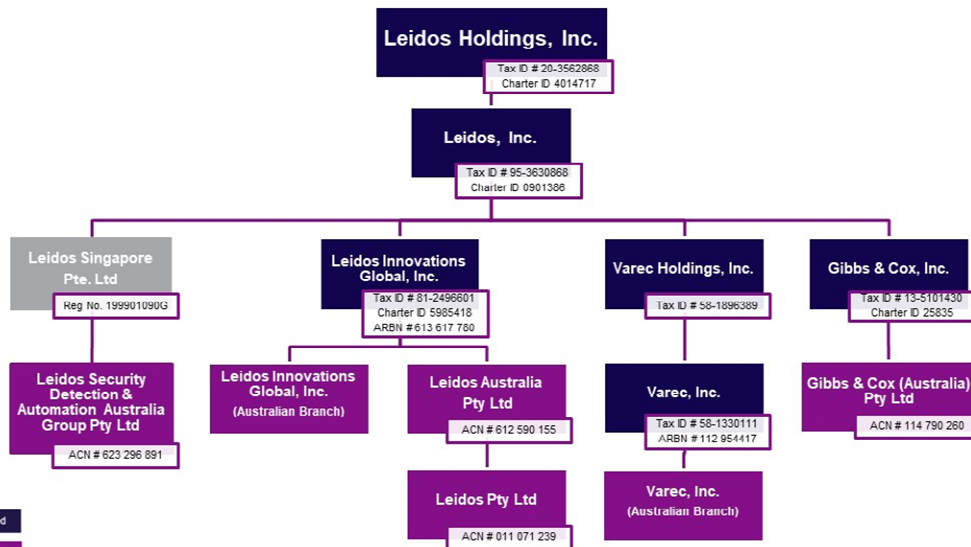 Leidos Holdings, Inc.
Tax ID # 20-3562868
Charter ID 4014717
Leidos, Inc.
Tax ID # 95-3630868
Charter ID 0901386
Leidos Singapore
Pte. Ltd
Reg. No. 199901090G
Leidos Innovations
Global, Inc.
Tax ID # 81-2496601
Charter ID 5985418
ARBN # 613 617 780
Varec Holdings, Inc.
Tax ID # 58-1896389
Gibbs & Cox, Inc.
Tax ID # 13-5101430
Charter ID 25835
Leidos Security
Detection &
Automation Australia
Group Pty Ltd
ACN # 623 296 891
Leidos Innovations
Global, Inc.
(Australian Branch)
Leidos Australia
Pty Ltd
ACN # 612 590 155
Varec, Inc.
Tax ID # 58-1330111
ARBN # 112 954417
Gibbs & Cox (Australia)
Pty Ltd
ACN # 114 790 260
Leidos Pty Ltd
ACN # 011 071 239
Varec, Inc.
(Australian Branch)